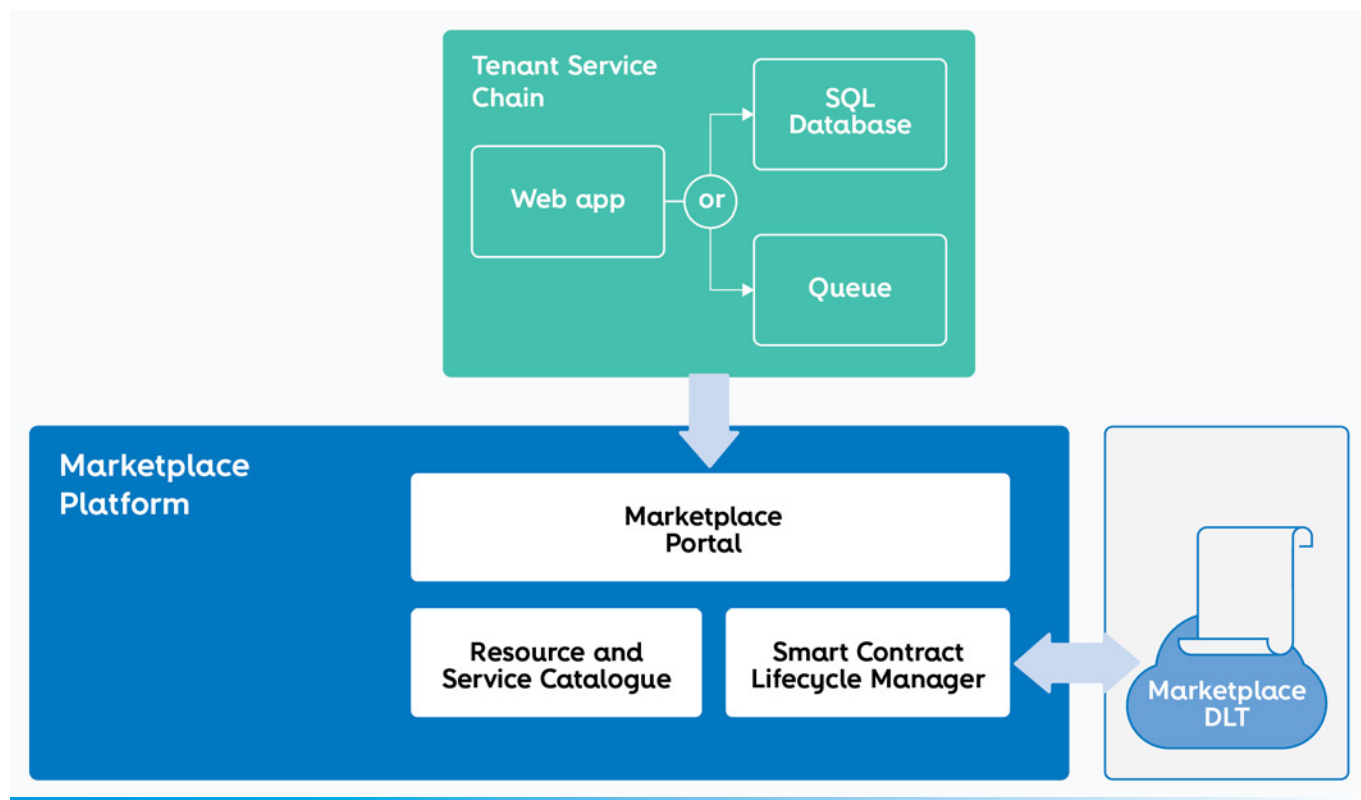 Tenant Service
Chain
SQL
Database
Web app
or
Queue
Marketplace
Platform
Marketplace
Portal
Resource and
Service Catalogue
Smart Contract
Lifecycle Manager
Marketplace
DLT